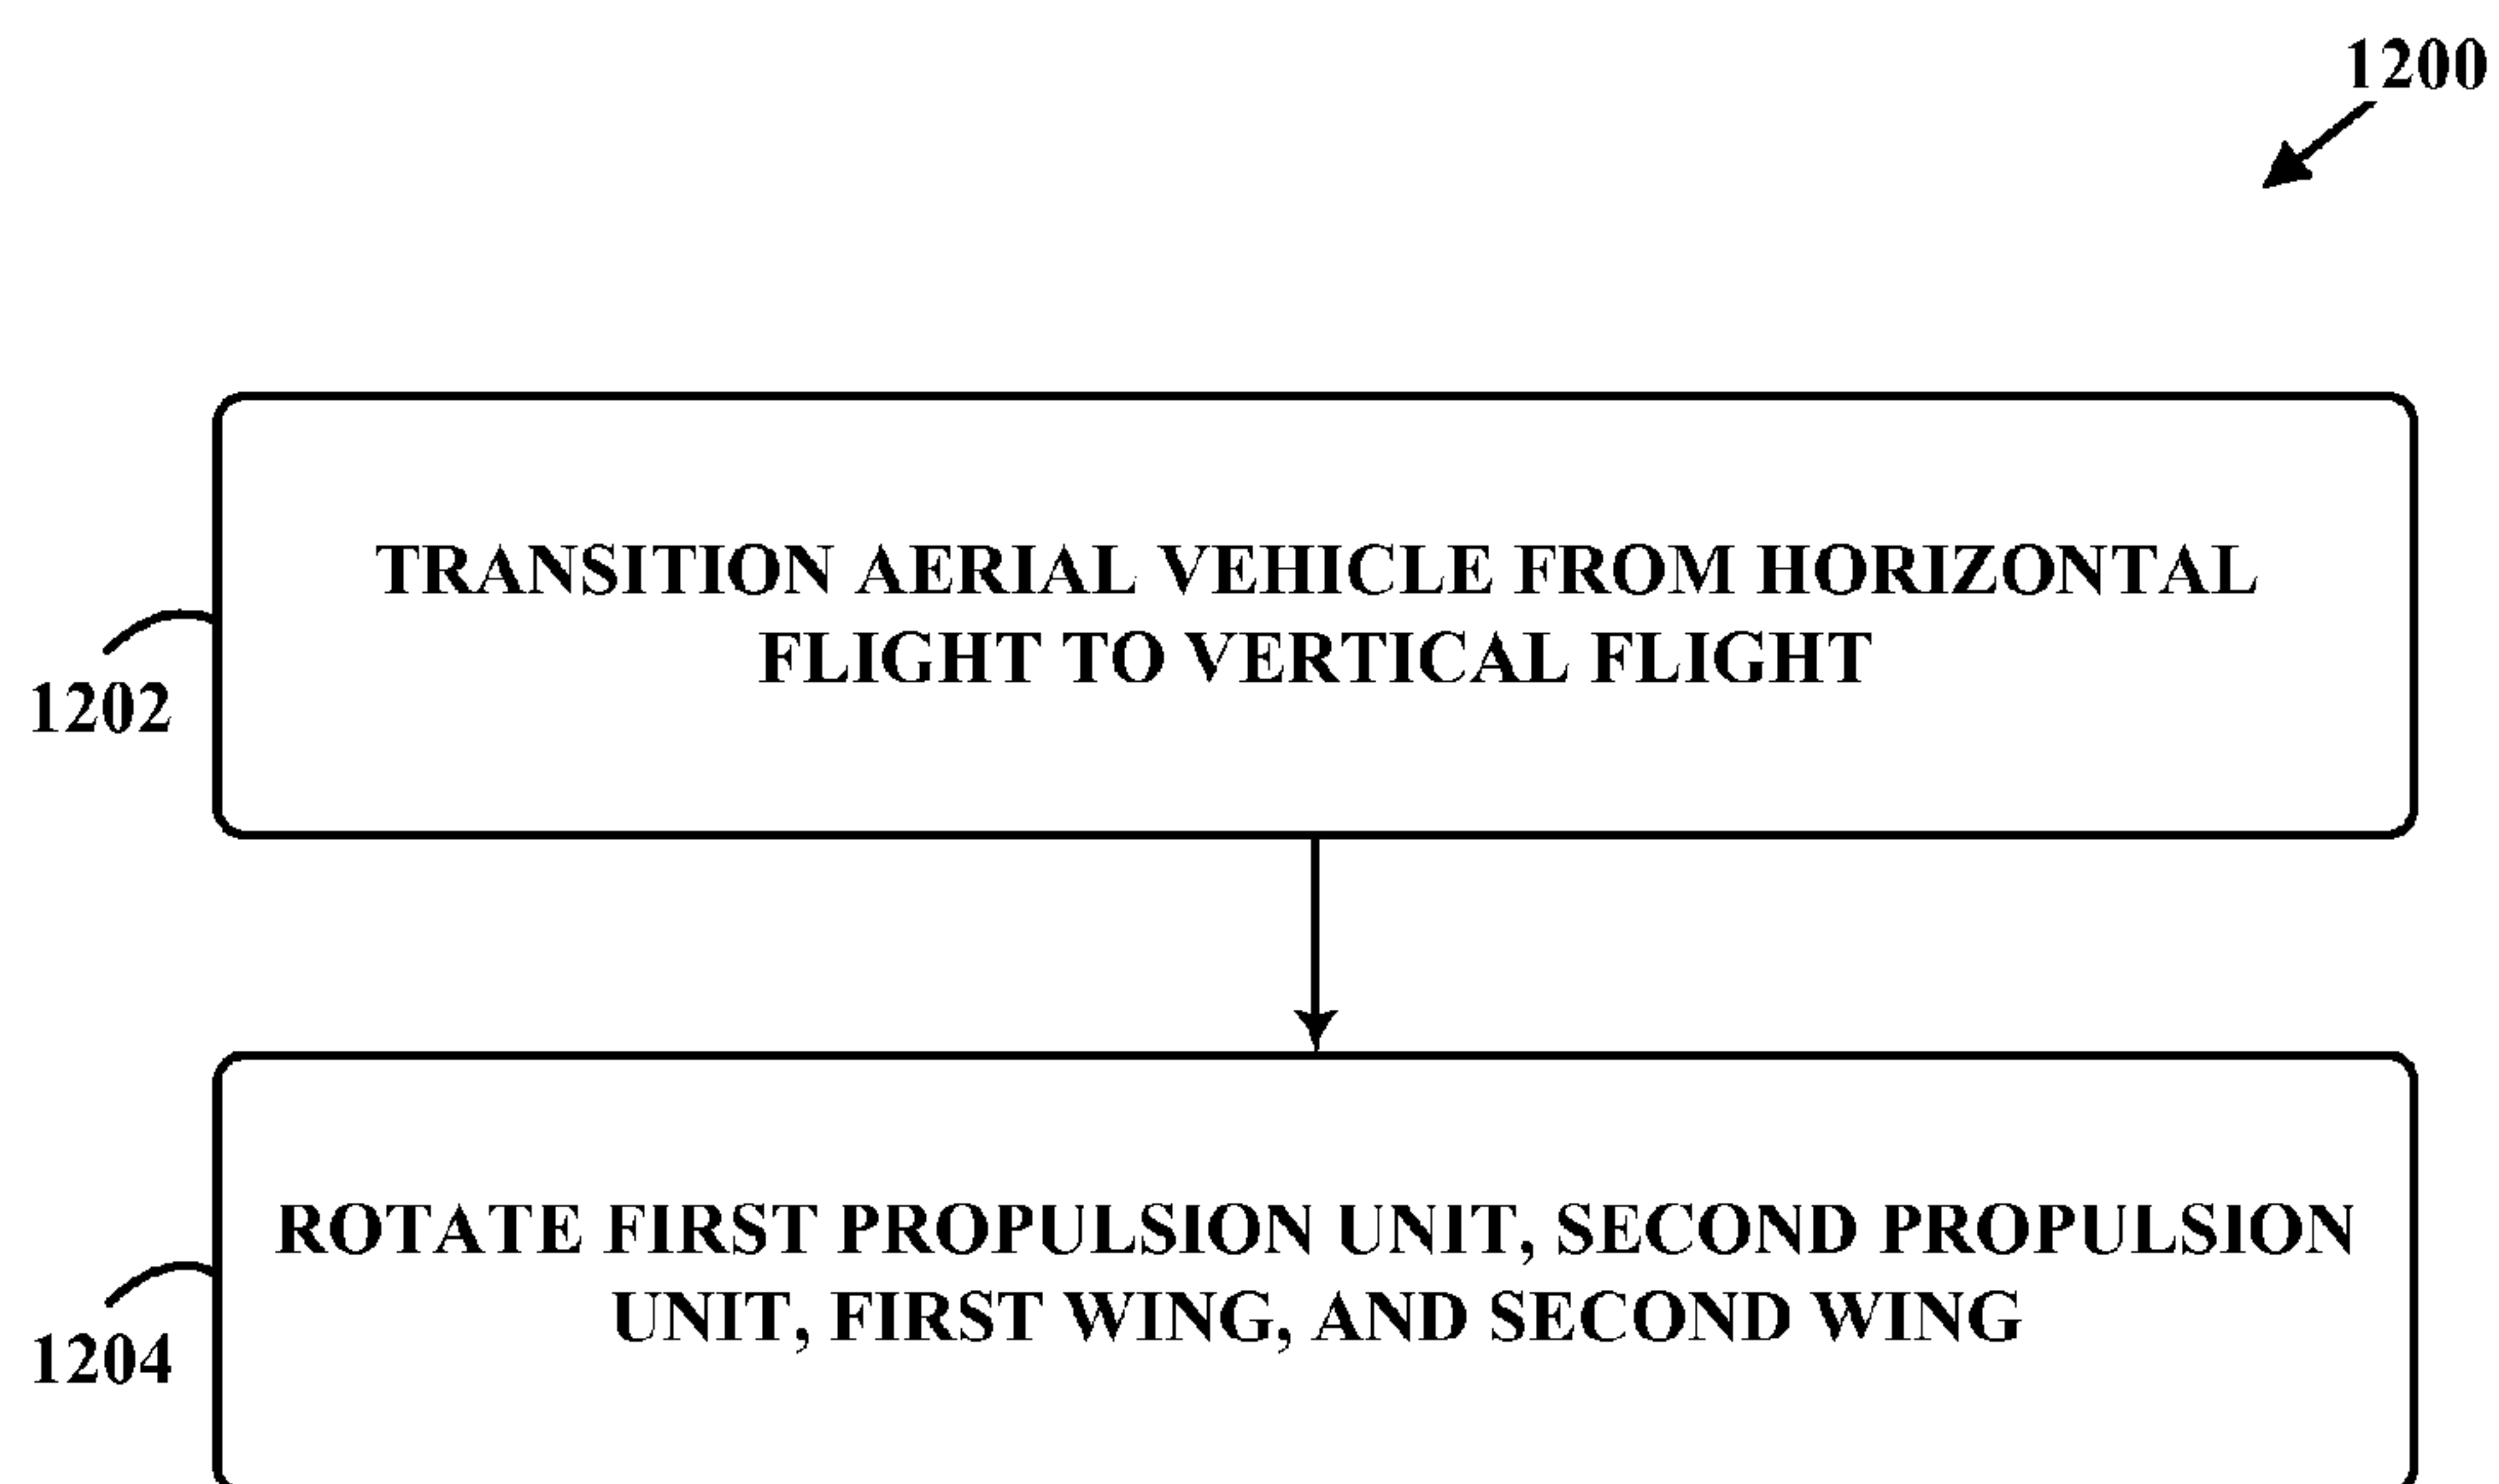 1200
TRANSITION AERIAL VEHICLE FROM HORIZONTAL
FLIGHT TO VERTICAL FLIGHT
1202
ROTATE FIRST PROPULSION UNIT, SECOND PROPULSION
UNIT, FIRST WING, AND SECOND WING
1204